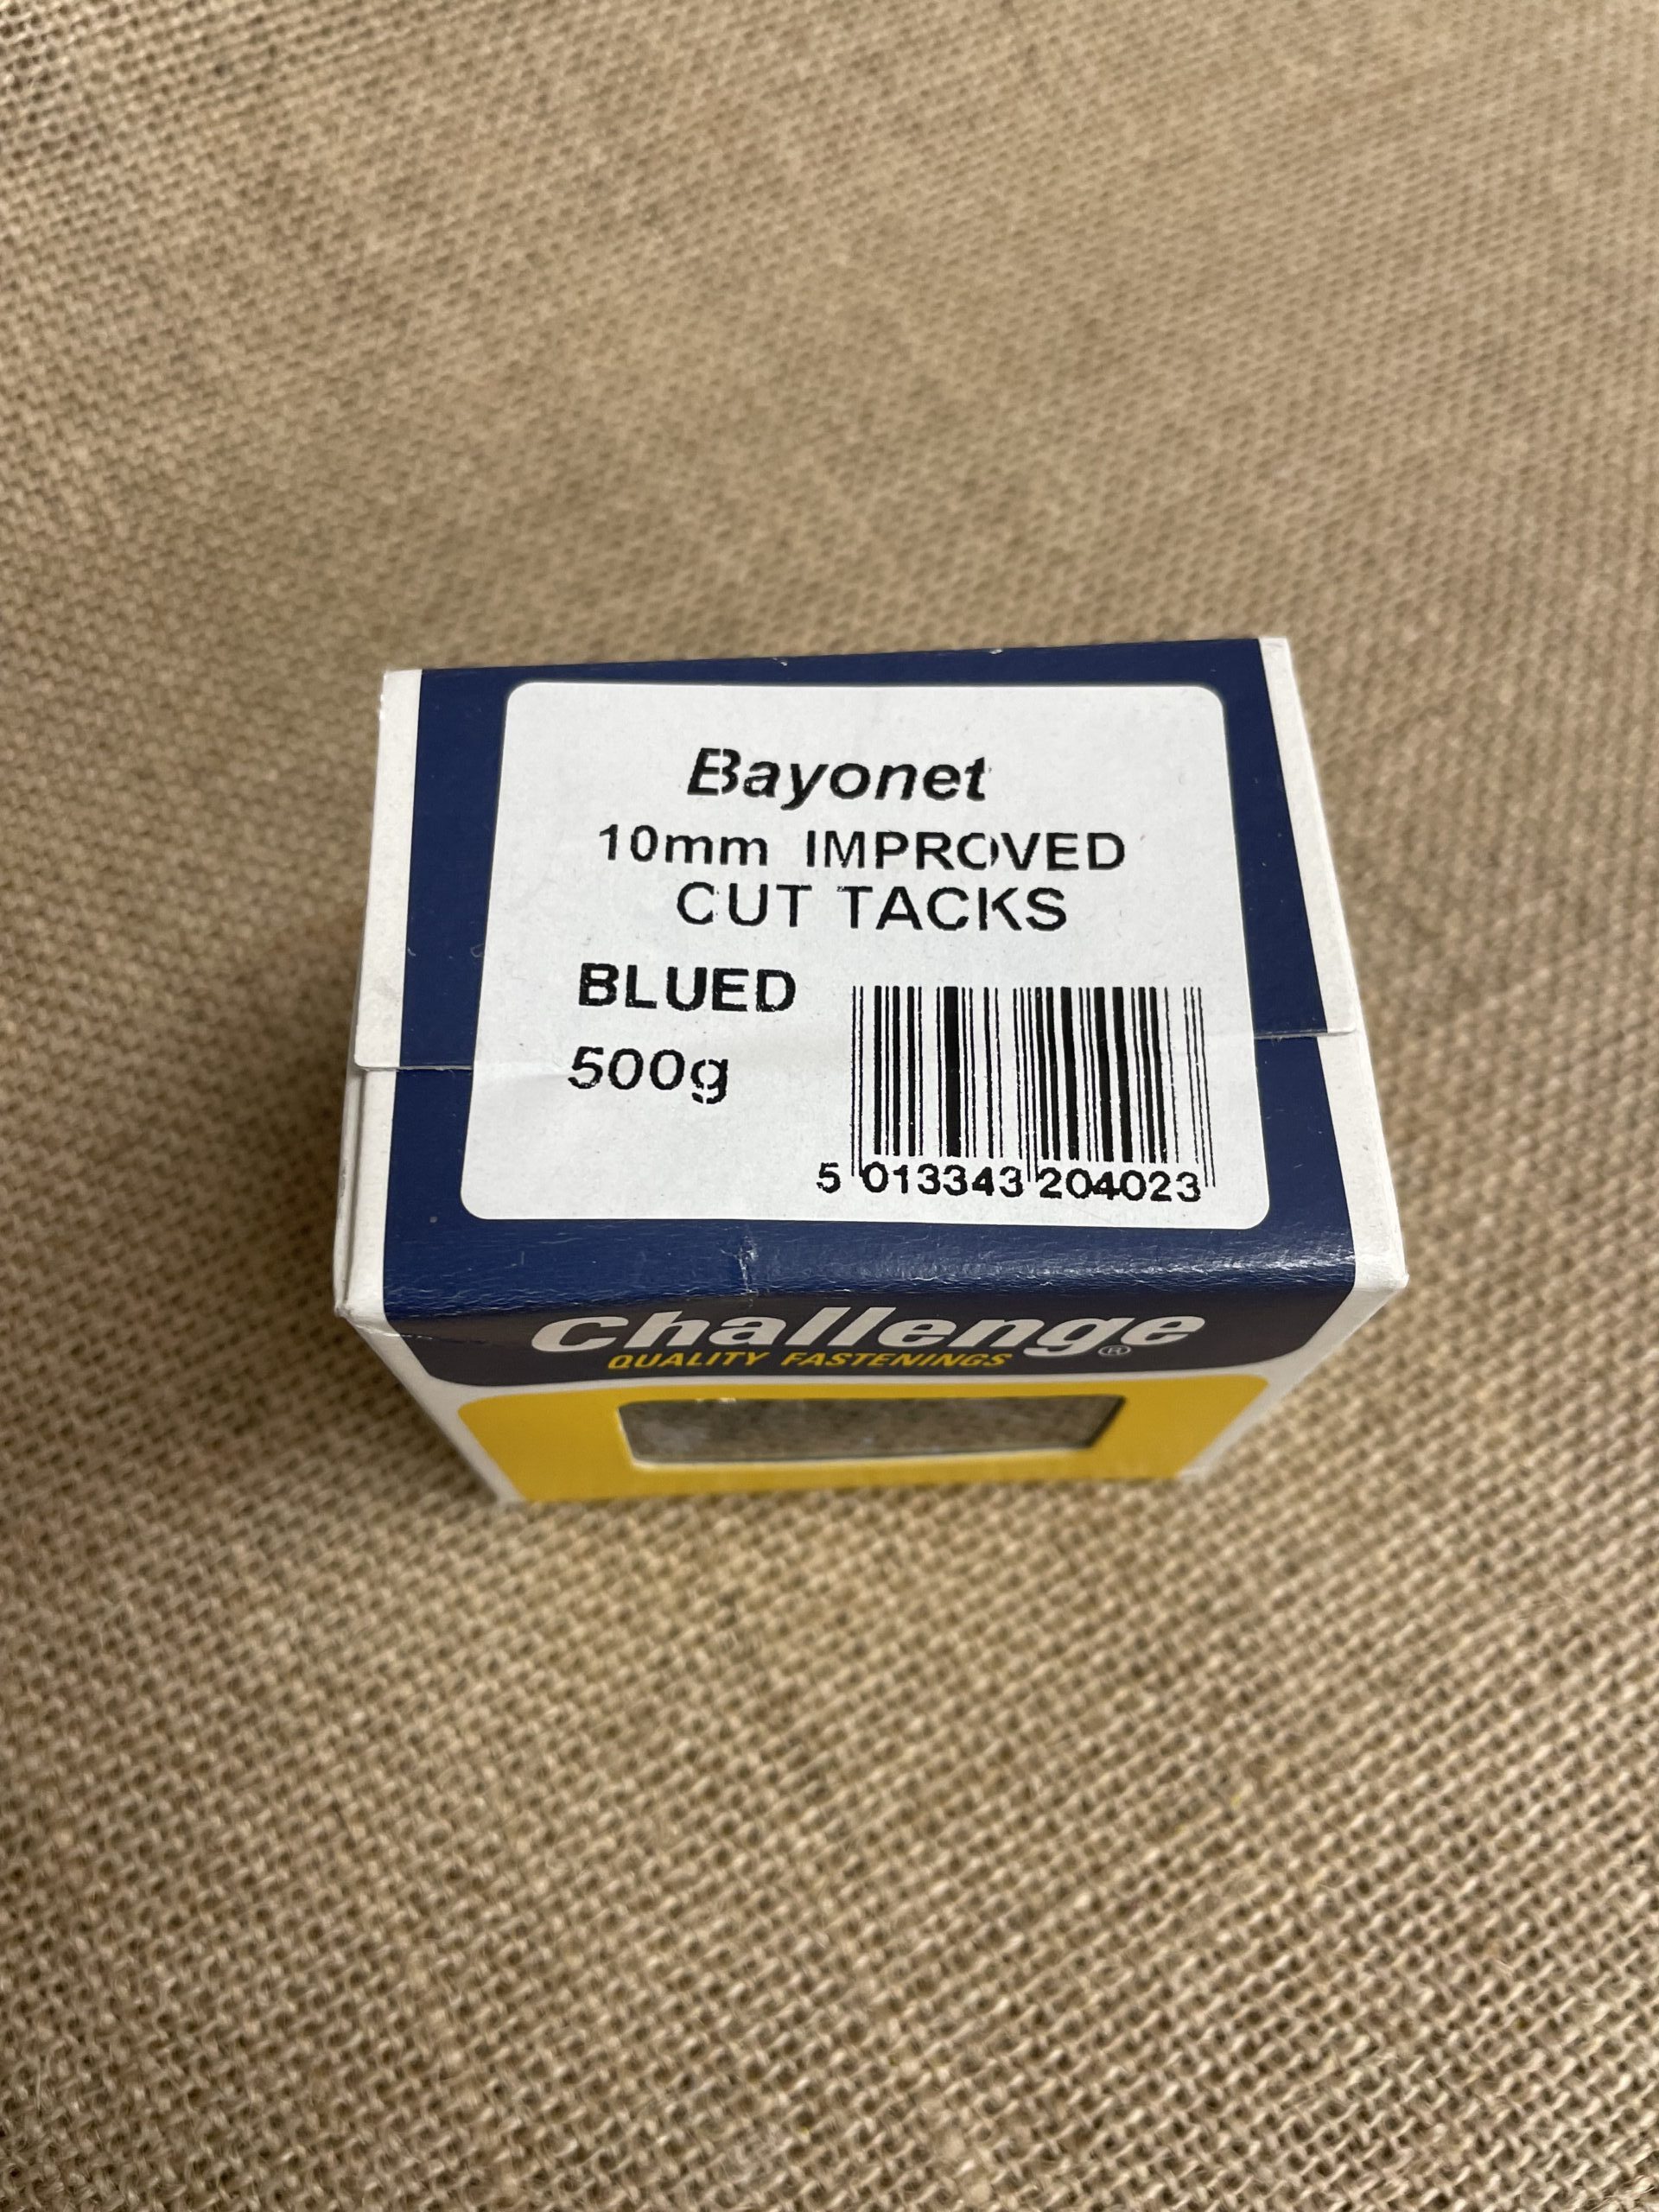 Bayonet
10mm IMPROVED
CUT TACKS
BLUED
500g
5 013343 204023
Challenge®
QUALITY FASTENINGS